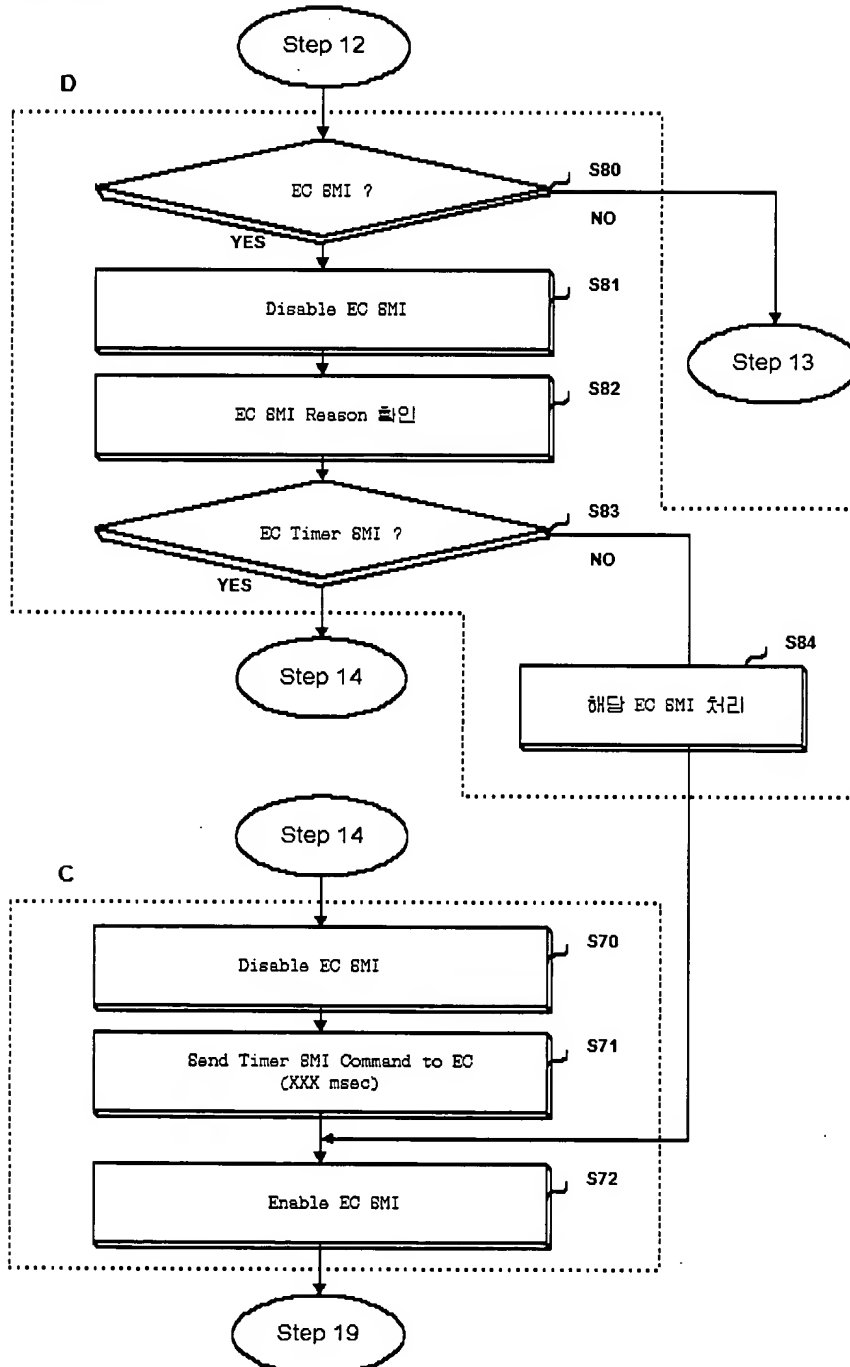 Step 12
D
EC SMI ?
S80
NO
YES
Disable EC SMI
S81
Step 13
EC SMI Reason 확인
S82
EC Timer SMI ?
S83
NO
YES
Step 14
S84
해당 EC SMI 처리
Step 14
C
Disable EC SMI
S70
Send Timer SMI Command to EC
(XXX msec)
S71
Enable EC SMI
S72
Step 19